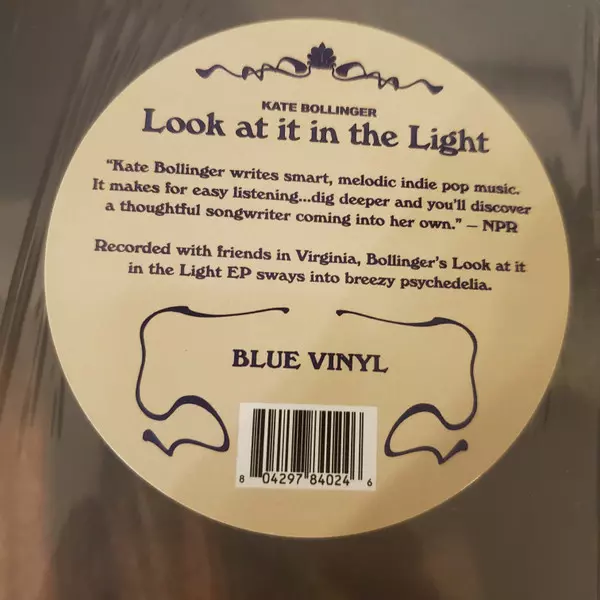 KATE BOLLINGER
Look at it in the Light
"Kate Bollinger writes smart, melodic indie pop music.
It makes for easy listening...dig deeper and you'll discover
a thoughtful songwriter coming into her own." – NPR
Recorded with friends in Virginia, Bollinger's Look at it
in the Light EP sways into breezy psychedelia.
BLUE VINYL
8 04297 84024 6